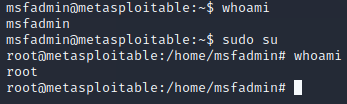 msfadmin@metasploitable:~$ whoami
msfadmin
msfadmin@metasploitable:~$ sudo su
root@metasploitable:/home/msfadmin# whoami
root
root@metasploitable:/home/msfadmin#